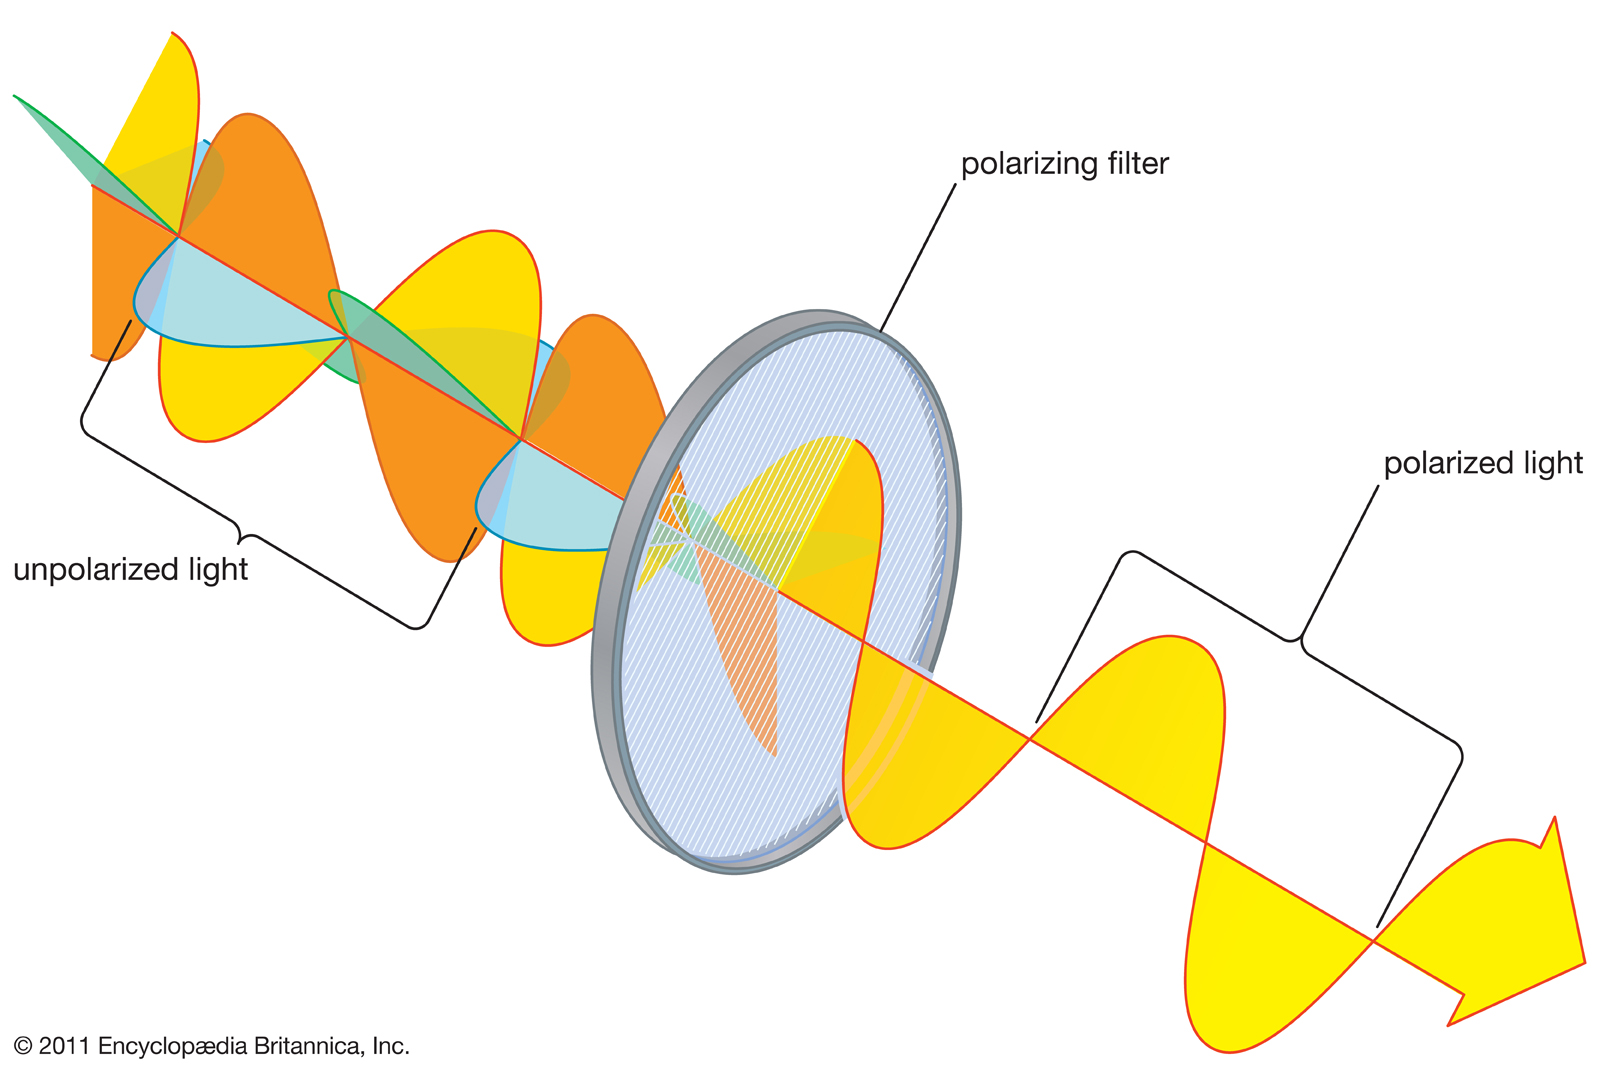 polarizing filter
polarized light
unpolarized light
© 2011 Encyclopædia Britannica, Inc.